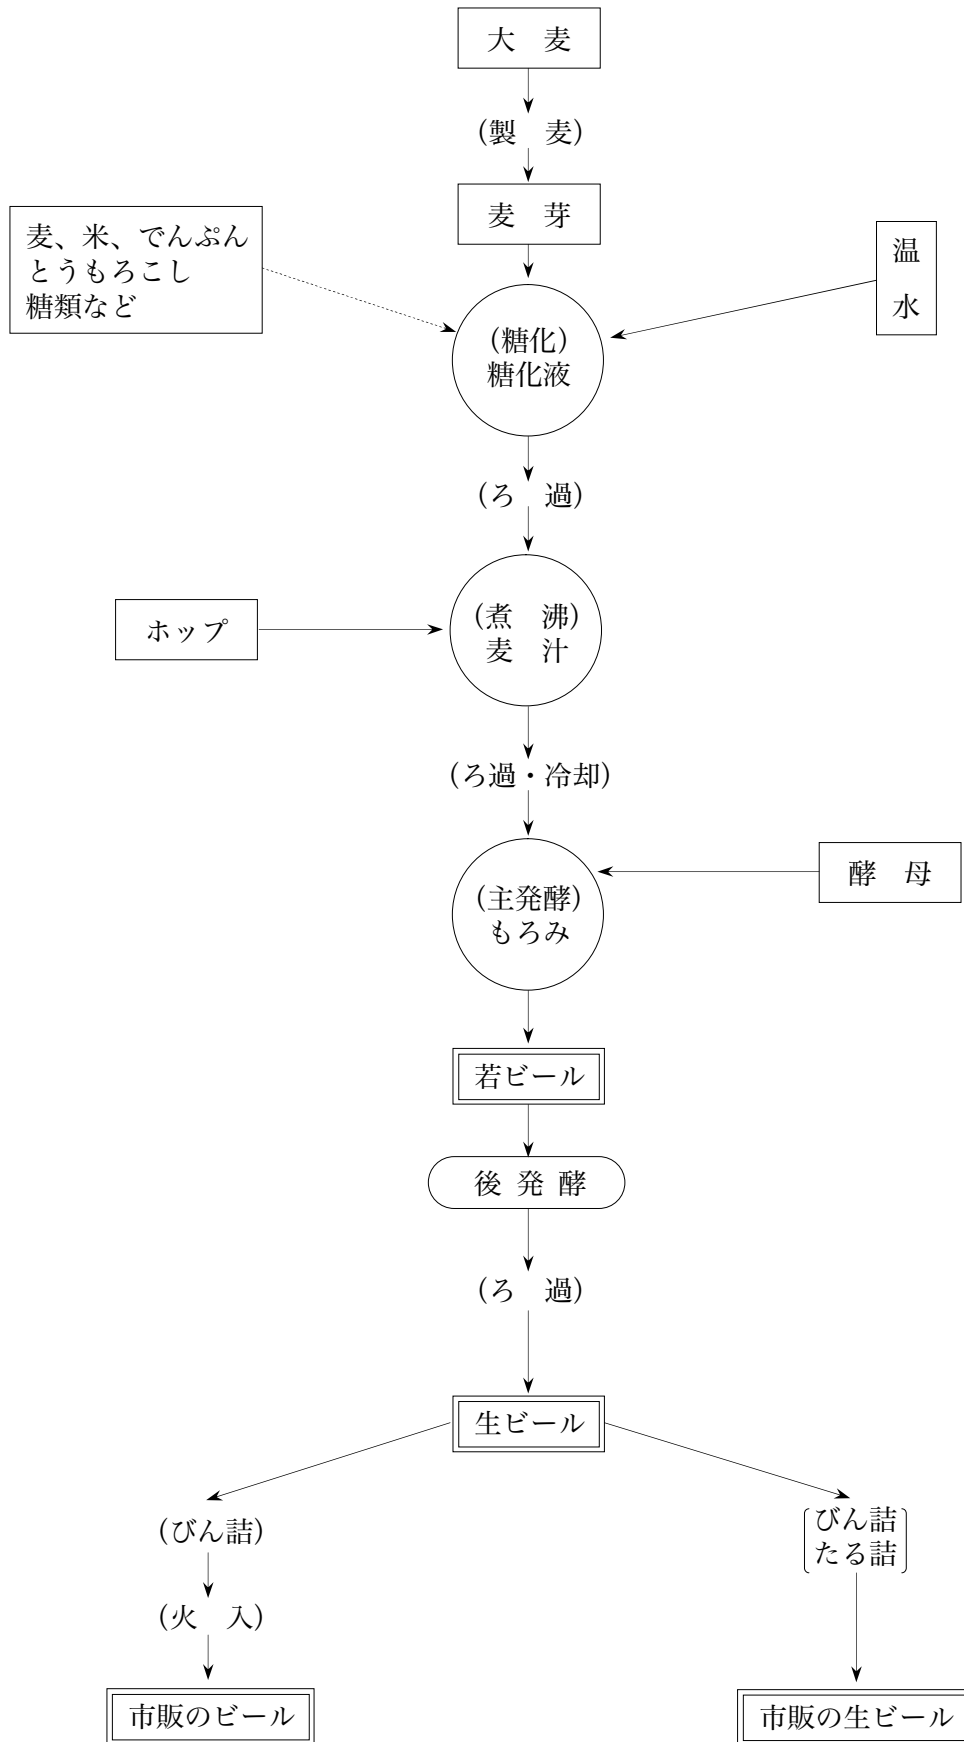 大　麦
(製　麦)
麦　芽
麦、米、でんぷん
とうもろこし
糖類など
温
水
(糖化)
糖化液
(ろ　過)
ホップ
(煮　沸)
麦　汁
(ろ過・冷却)
酵　母
(主発酵)
もろみ
若ビール
後 発 酵
(ろ　過)
生ビール
(びん詰)
びん詰
たる詰
(火　入)
市販のビール
市販の生ビール